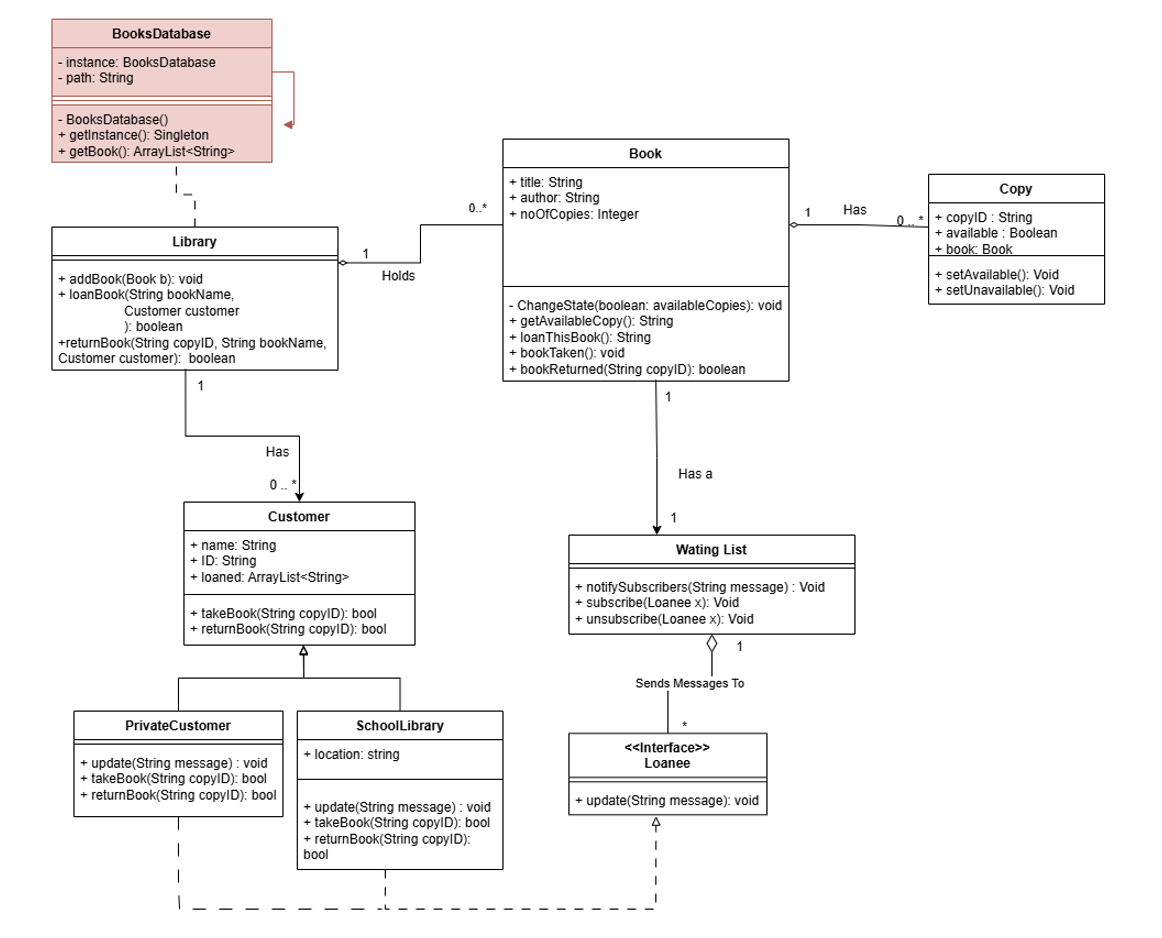 BooksDatabase
- instance: BooksDatabase
- path: String
- BooksDatabase()
+ getInstance(): Singleton
+ getBook(): ArrayList<String>
Library
+ addBook(Book b): void
+ loanBook(String bookName,
Customer customer
): boolean
+returnBook(String copyID, String bookName,
Customer customer):  boolean
1
Holds
0..*
Book
+ title: String
+ author: String
+ noOfCopies: Integer
- ChangeState(boolean: availableCopies): void
+ getAvailableCopy(): String
+ loanThisBook(): String
+ bookTaken(): void
+ bookReturned(String copyID): boolean
1
Has
0 .. *
Copy
+ copyID : String
+ available : Boolean
+ book: Book
+ setAvailable(): Void
+ setUnavailable(): Void
1
Has
0 .. *
Customer
+ name: String
+ ID: String
+ loaned: ArrayList<String>
+ takeBook(String copyID): bool
+ returnBook(String copyID): bool
1
Has a
1
Wating List
+ notifySubscribers(String message) : Void
+ subscribe(Loanee x): Void
+ unsubscribe(Loanee x): Void
1
Sends Messages To
*
<<Interface>>
Loanee
+ update(String message): void
PrivateCustomer
+ update(String message) : void
+ takeBook(String copyID): bool
+ returnBook(String copyID): bool
SchoolLibrary
+ location: string
+ update(String message) : void
+ takeBook(String copyID): bool
+ returnBook(String copyID):
bool